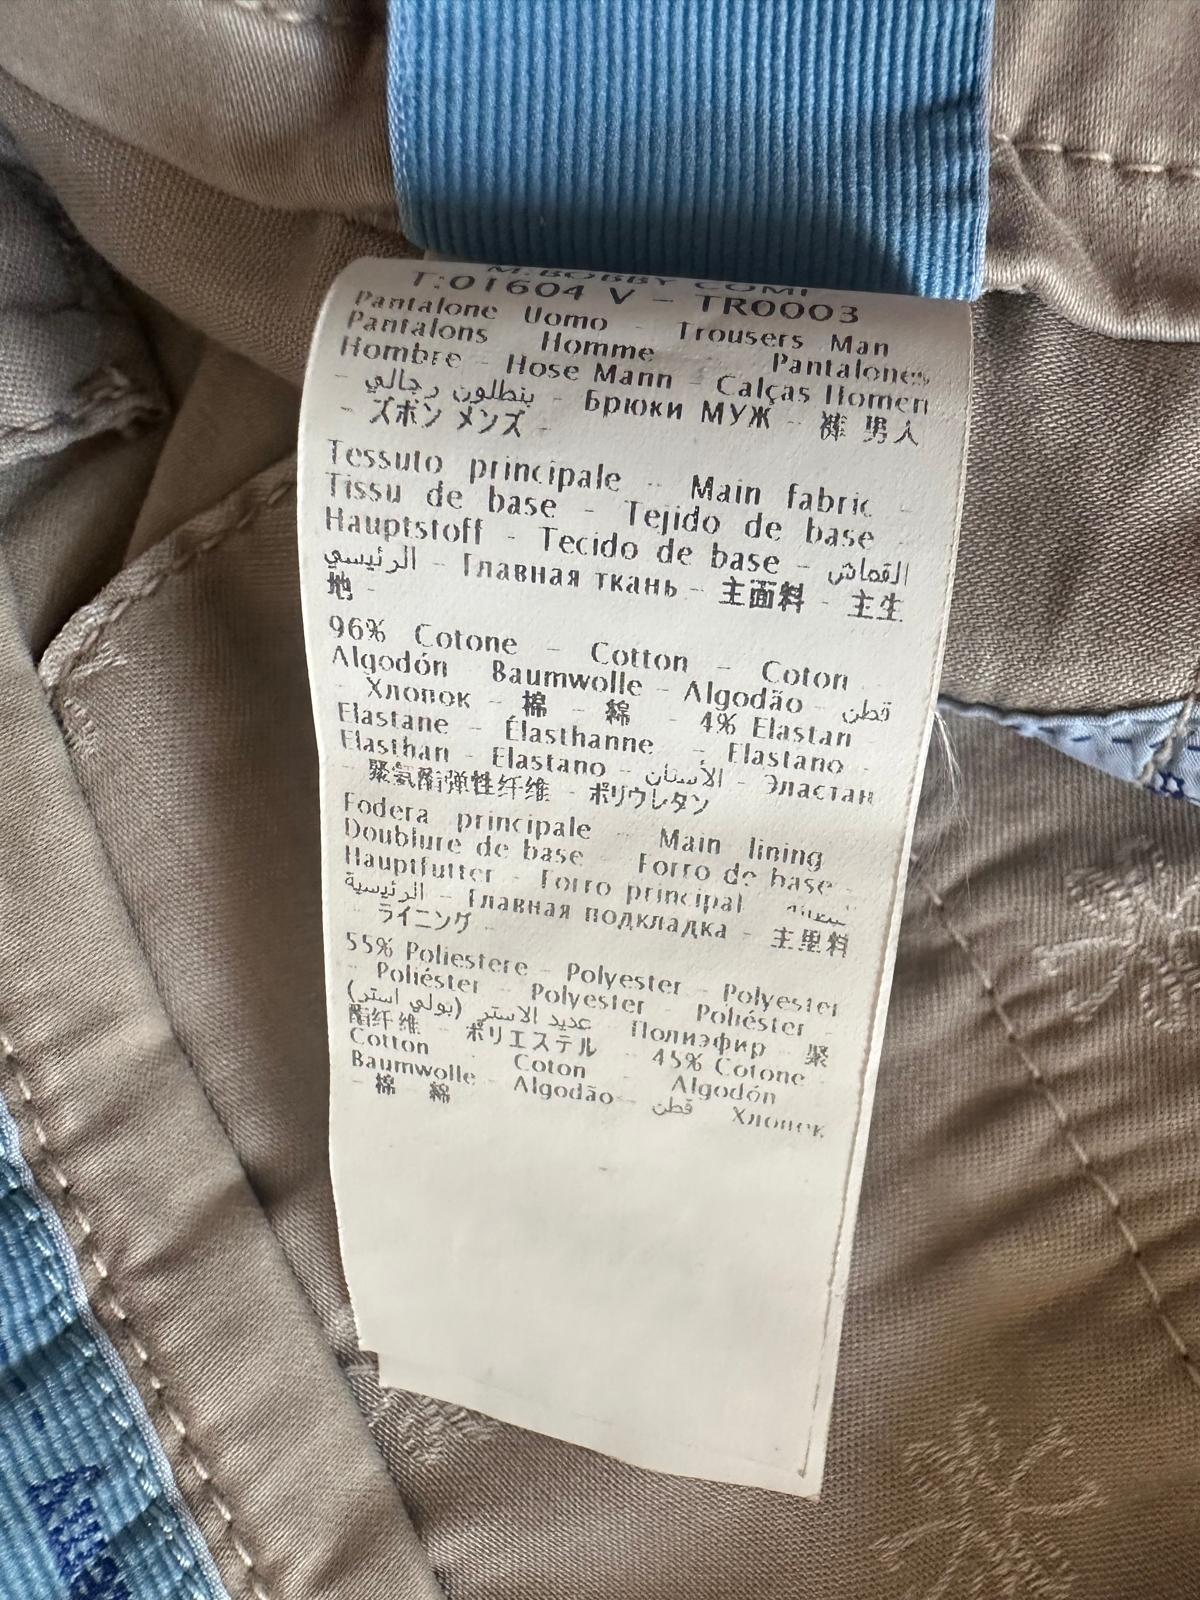 M.BOBBY COMF
T:01604 V - TR0003
Pantalone Uomo - Trousers Man
Pantalons Homme Pantalones
Hombre - Hose Mann - Calças Homen
- بنطلون رجالي - Брюки МУЖ - 裤 男人
- ズボン メンズ -
Tessuto principale - Main fabric -
Tissu de base - Tejido de base -
Hauptstoff - Tecido de base - القماش
الرئيسي - Главная ткань - 主面料 - 主生
地 -
96% Cotone - Cotton - Coton -
Algodón Baumwolle - Algodão - قطن
- Хлопок - 棉 - 綿 - 4% Elastan
Elastane - Élasthanne - Elastano -
Elasthan - Elastano - الأستان - Эластан
- 聚氨酯弹性纤维 - ポリウレタン
Fodera principale - Main lining
Doublure de base Forro de base -
Hauptfutter - Forro principal
الرئيسية - Главная подкладка - 主里料
- ライニング -
55% Poliestere - Polyester - Polyester
- Poliéster - Polyester - Poliéster -
عديد الاستر (بولي استر) Полиэфир - 聚
酯纤维 - ポリエステル - 45% Cotone -
Cotton - Coton - Algodón
Baumwolle - Algodão - قطن Хлопок
- 棉 綿